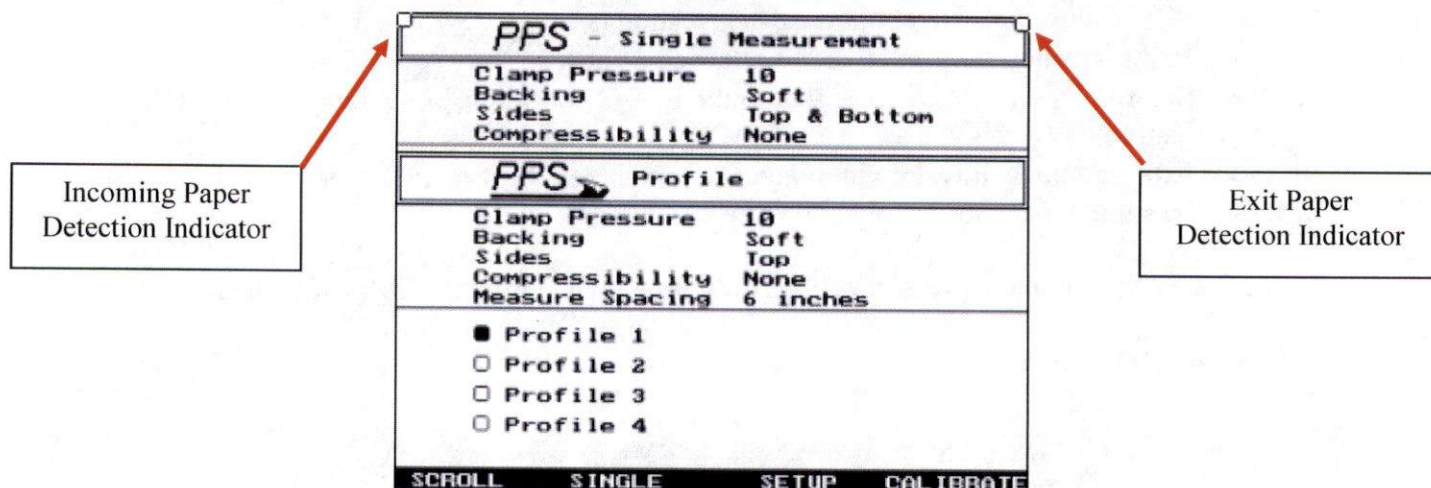 PPS - Single Measurement
Clamp Pressure 10
Backing Soft
Sides Top & Bottom
Compressibility None
Incoming Paper
Detection Indicator
PPS Profile
Exit Paper
Detection Indicator
Clamp Pressure 10
Backing Soft
Sides Top
Compressibility None
Measure Spacing 6 inches
Profile 1
Profile 2
Profile 3
Profile 4
SCROLL SINGLE SETUP CALIBRATE